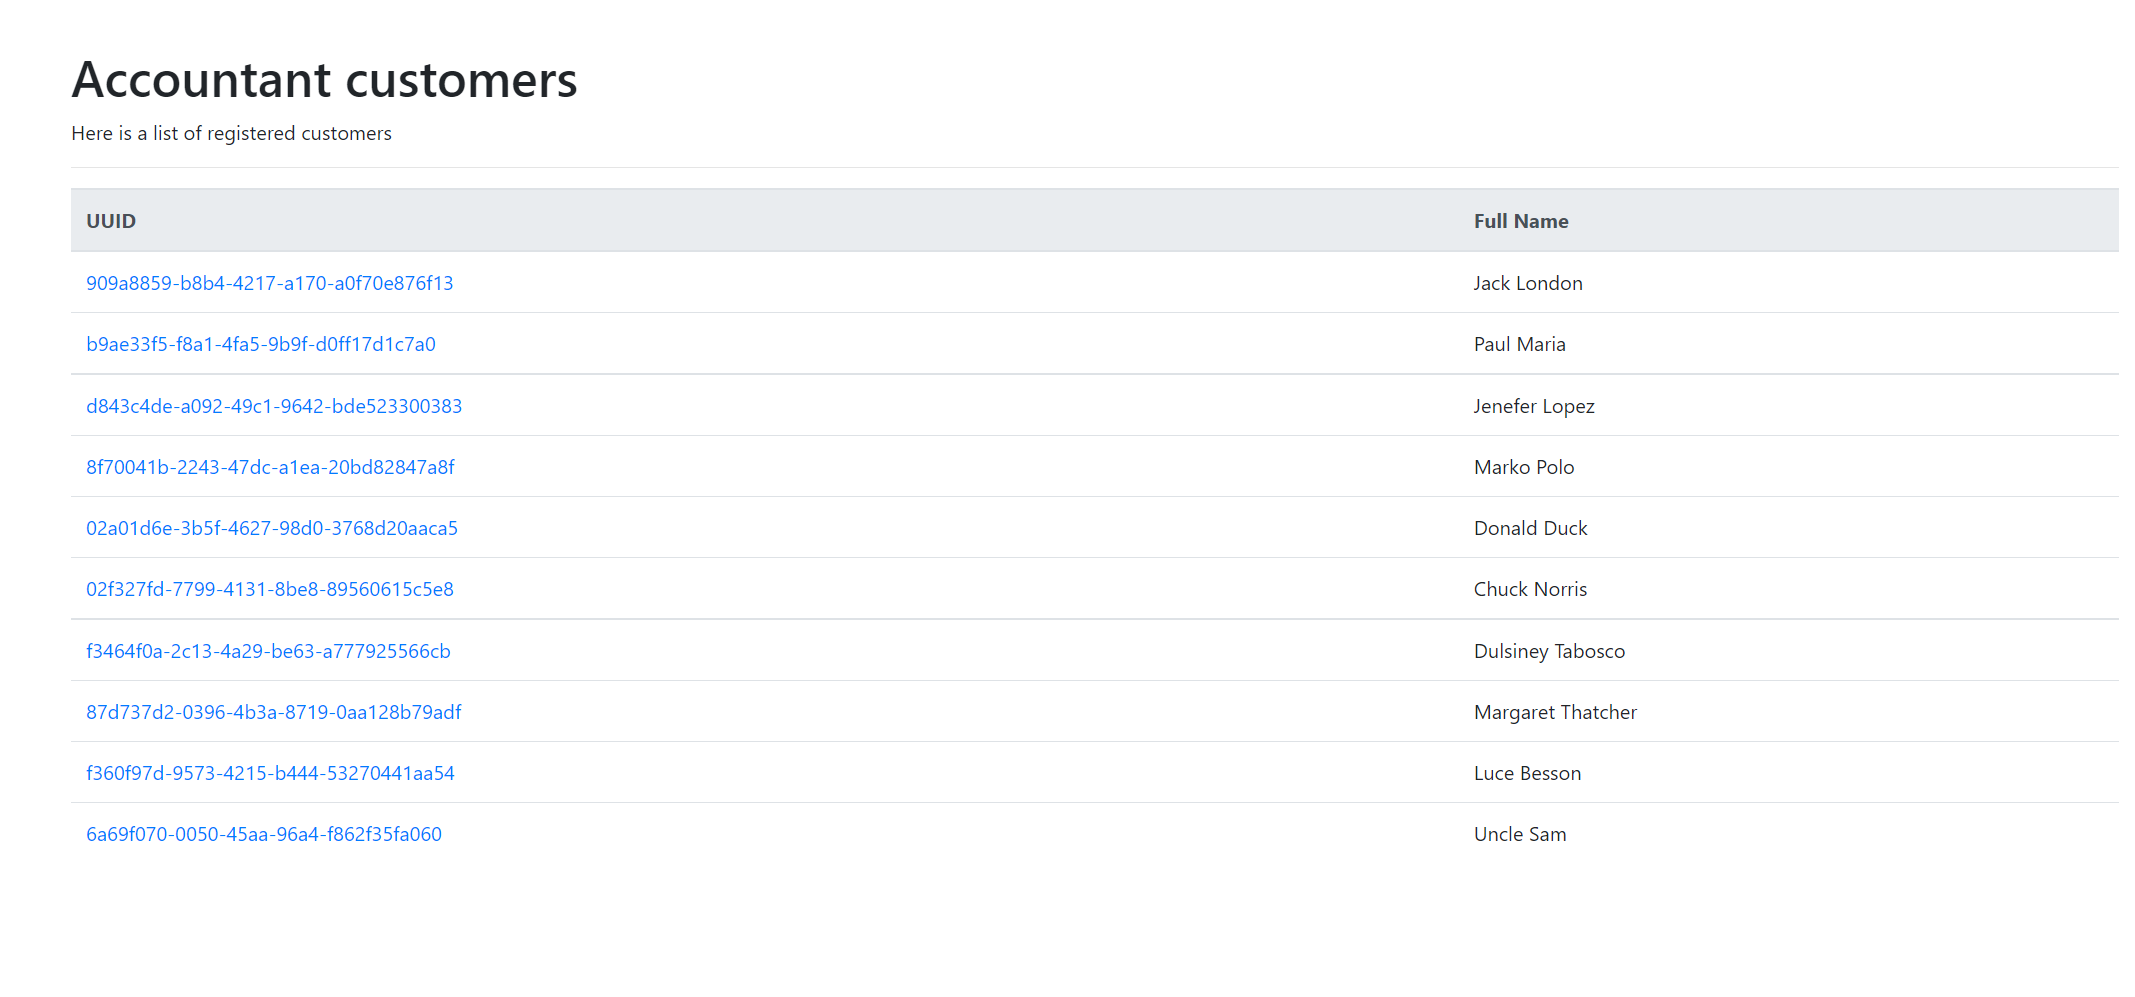 Accountant customers
Here is a list of registered customers
UUID Full Name
909a8859-b8b4-4217-a170-a0f70e876f13 Jack London
b9ae33f5-f8a1-4fa5-9b9f-d0ff17d1c7a0 Paul Maria
d843c4de-a092-49c1-9642-bde523300383 Jenefer Lopez
8f70041b-2243-47dc-a1ea-20bd82847a8f Marko Polo
02a01d6e-3b5f-4627-98d0-3768d20aaca5 Donald Duck
02f327fd-7799-4131-8be8-89560615c5e8 Chuck Norris
f3464f0a-2c13-4a29-be63-a777925566cb Dulsiney Tabosco
87d737d2-0396-4b3a-8719-0aa128b79adf Margaret Thatcher
f360f97d-9573-4215-b444-53270441aa54 Luce Besson
6a69f070-0050-45aa-96a4-f862f35fa060 Uncle Sam